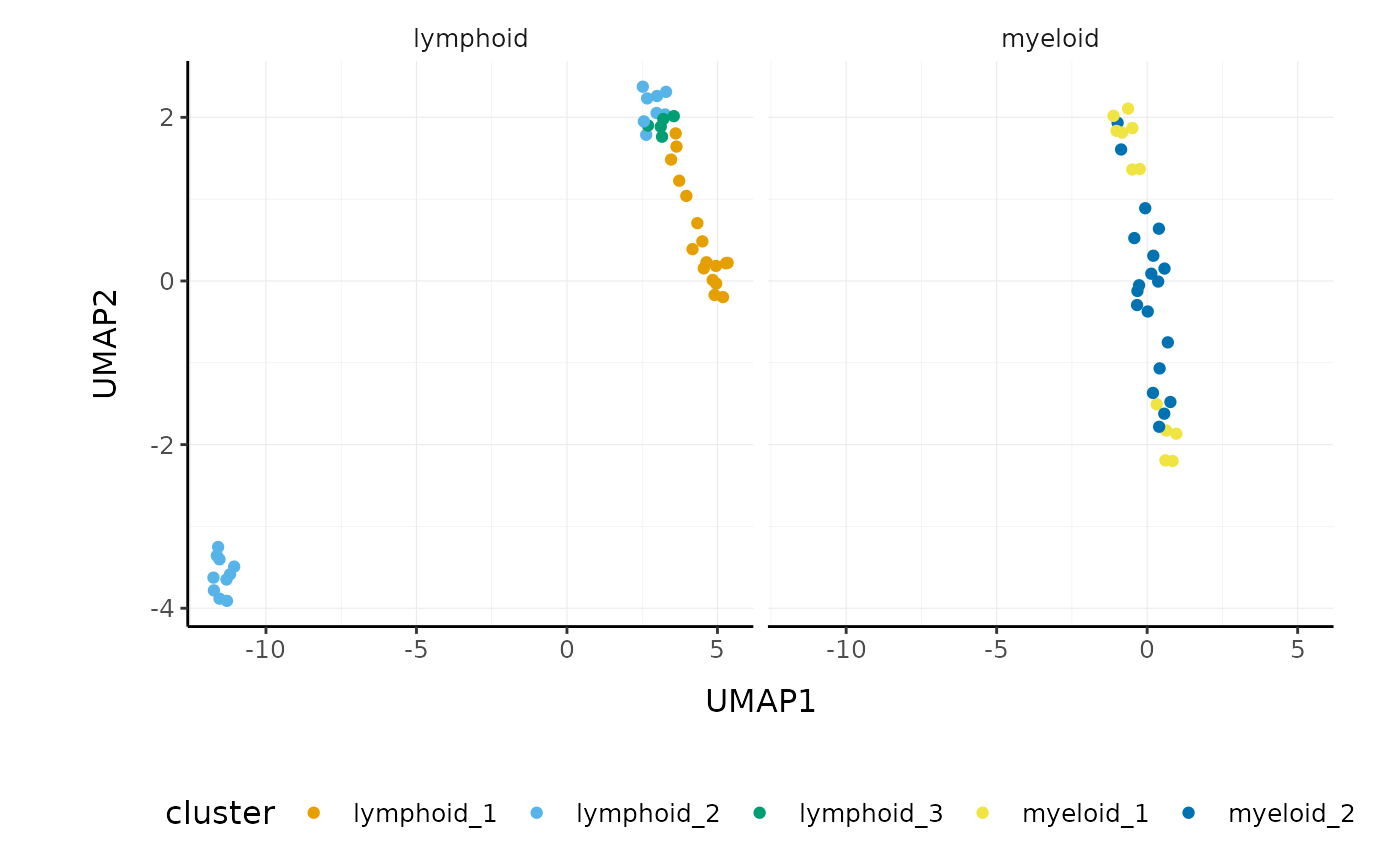 lymphoid myeloid
2
0
-2
-4
UMAP2
-10 -5 0 5 -10 -5 0 5
UMAP1
cluster lymphoid_1 lymphoid_2 lymphoid_3 myeloid_1 myeloid_2